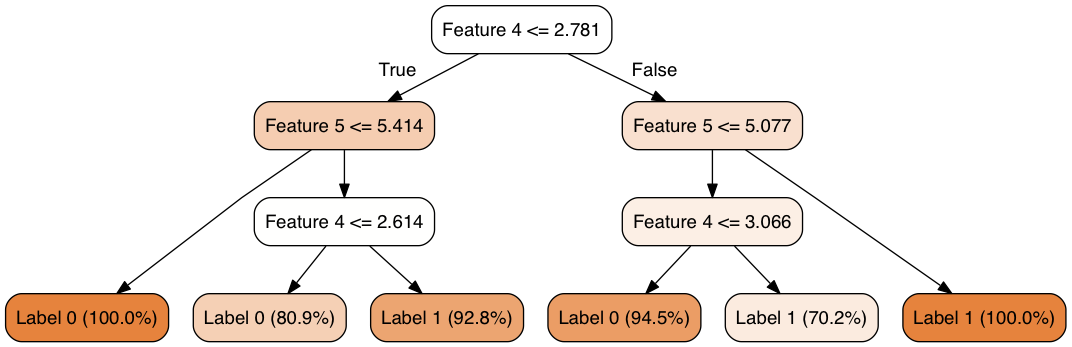 Feature 4 <= 2.781
True
False
Feature 5 <= 5.414
Feature 5 <= 5.077
Feature 4 <= 2.614
Feature 4 <= 3.066
Label 0 (100.0%)
Label 0 (80.9%)
Label 1 (92.8%)
Label 0 (94.5%)
Label 1 (70.2%)
Label 1 (100.0%)